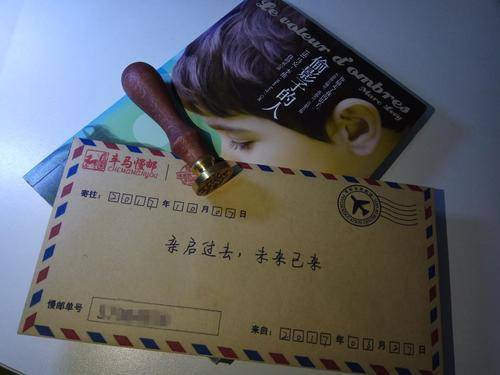 Le voleur d'ombres
Marc Levy
偷影子的人
车马慢邮
寄往：2017年10月07日
亲启过去，未来已来
慢邮单号
来自：2017年03月27日